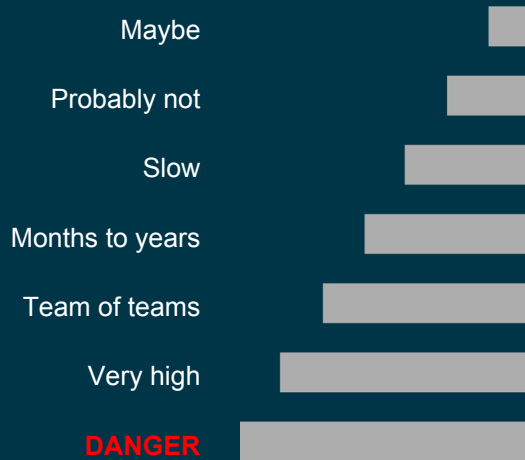 Maybe
Probably not
Slow
Months to years
Team of teams
Very high
DANGER